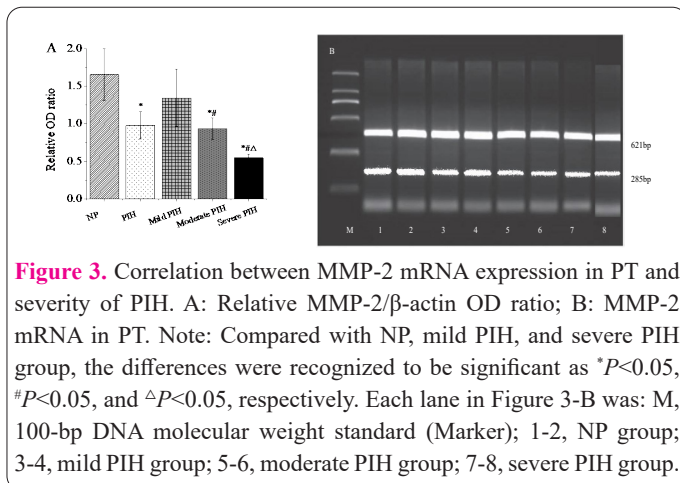 A
2.0
1.5
1.0
0.5
0.0
Relative OD ratio
*
*#
*#△
NP
PIH
Mild PIH
Moderate PIH
Severe PIH
B
621bp
285bp
M 1 2 3 4 5 6 7 8
Figure 3. Correlation between MMP-2 mRNA expression in PT and
severity of PIH. A: Relative MMP-2/β-actin OD ratio; B: MMP-2
mRNA in PT. Note: Compared with NP, mild PIH, and severe PIH
group, the differences were recognized to be significant as *P<0.05,
#P<0.05, and △P<0.05, respectively. Each lane in Figure 3-B was: M,
100-bp DNA molecular weight standard (Marker); 1-2, NP group;
3-4, mild PIH group; 5-6, moderate PIH group; 7-8, severe PIH group.